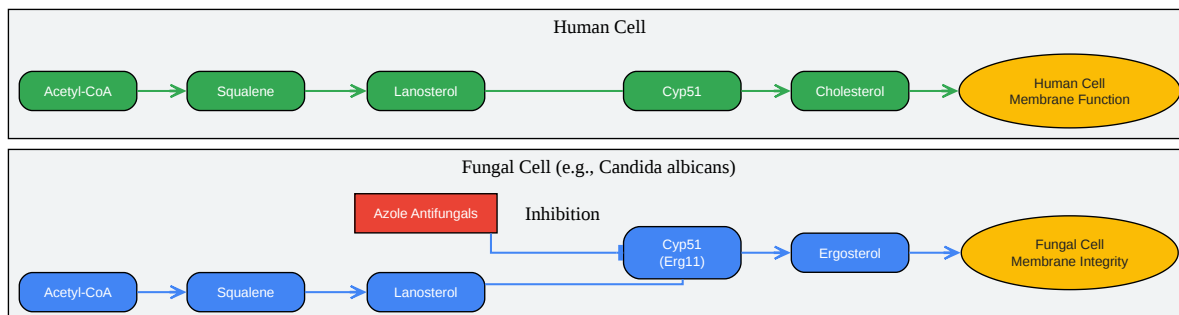 Human Cell
Acetyl-CoA
Squalene
Lanosterol
Cyp51
Cholesterol
Human Cell
Membrane Function
Fungal Cell (e.g., Candida albicans)
Azole Antifungals
Inhibition
Cyp51
(Erg11)
Ergosterol
Fungal Cell
Membrane Integrity
Acetyl-CoA
Squalene
Lanosterol